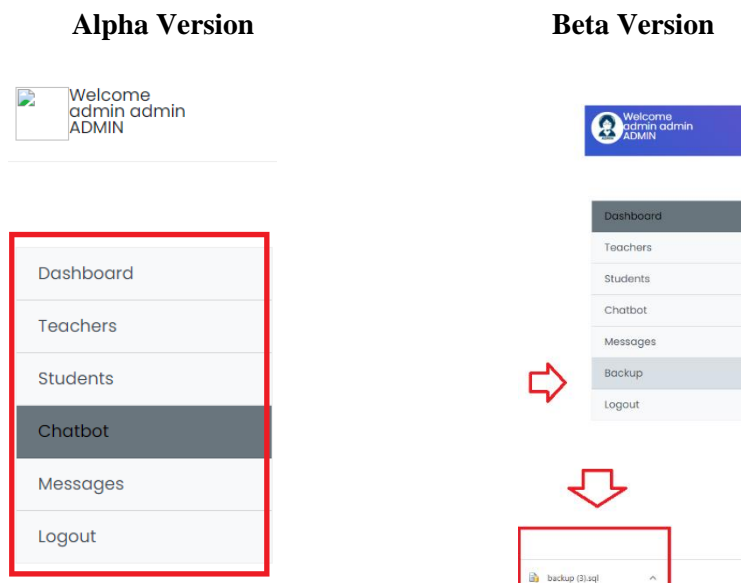 Alpha Version
Welcome
admin admin
ADMIN
Dashboard
Teachers
Students
Chatbot
Messages
Logout
Beta Version
Welcome
admin admin
ADMIN
Dashboard
Teachers
Students
Chatbot
Messages
Backup
Logout
backup (3).sql